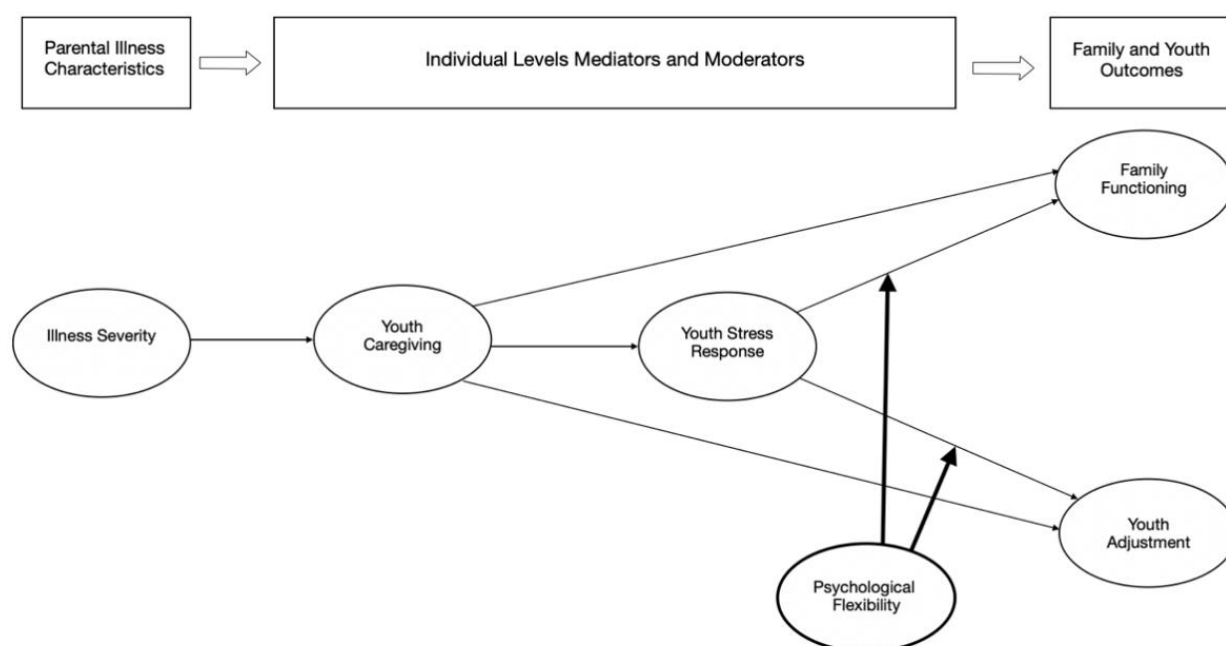 Parental Illness
Characteristics
Individual Levels Mediators and Moderators
Family and Youth
Outcomes
Family
Functioning
Illness Severity
Youth
Caregiving
Youth Stress
Response
Youth
Adjustment
Psychological
Flexibility